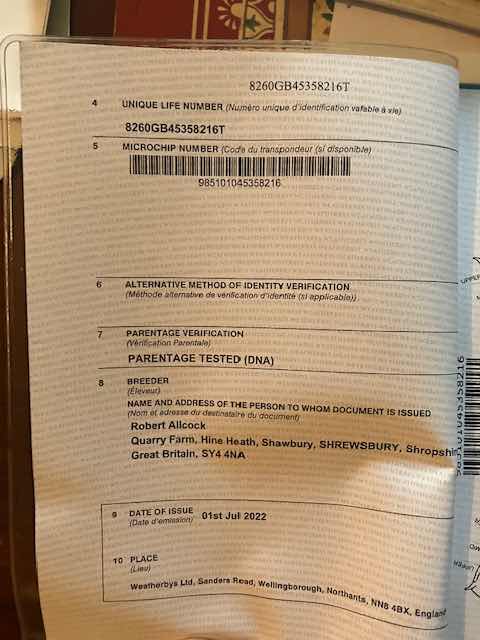 8260GB45358216T
4 UNIQUE LIFE NUMBER (Numéro unique d'identification valable à vie)
8260GB45358216T
5 MICROCHIP NUMBER (Code du transpondeur (si disponible)
985101045358216
6 ALTERNATIVE METHOD OF IDENTITY VERIFICATION
(Méthode alternative de vérification d'identité (si applicable))
7 PARENTAGE VERIFICATION
(Vérification Parentale)
PARENTAGE TESTED (DNA)
8 BREEDER
(Éleveur)
NAME AND ADDRESS OF THE PERSON TO WHOM DOCUMENT IS ISSUED
(Nom et adresse du destinataire du document)
Robert Allcock
Quarry Farm, Hine Heath, Shawbury, SHREWSBURY, Shropshi
Great Britain, SY4 4NA
9 DATE OF ISSUE 01st Jul 2022
(Date d'emission)
10 PLACE
(Lieu)
Weatherbys Ltd, Sanders Road, Wellingborough, Northants, NN8 4BX, England
985101045358216
UPPER